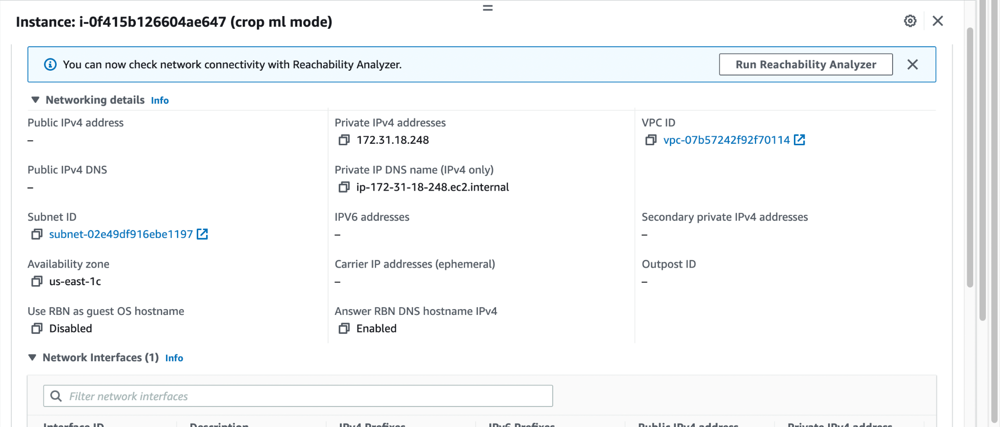 Instance: i-0f415b126604ae647 (crop ml mode)
You can now check network connectivity with Reachability Analyzer.
Run Reachability Analyzer
Networking details Info
Public IPv4 address
–
Private IPv4 addresses
172.31.18.248
VPC ID
vpc-07b57242f92f70114
Public IPv4 DNS
–
Private IP DNS name (IPv4 only)
ip-172-31-18-248.ec2.internal
Subnet ID
subnet-02e49df916ebe1197
IPV6 addresses
–
Secondary private IPv4 addresses
–
Availability zone
us-east-1c
Carrier IP addresses (ephemeral)
–
Outpost ID
–
Use RBN as guest OS hostname
Disabled
Answer RBN DNS hostname IPv4
Enabled
Network Interfaces (1) Info
Filter network interfaces
Interface ID
Description
IPv4 Prefixes
IPv6 Prefixes
Public IPv4 address
Private IPv4 address